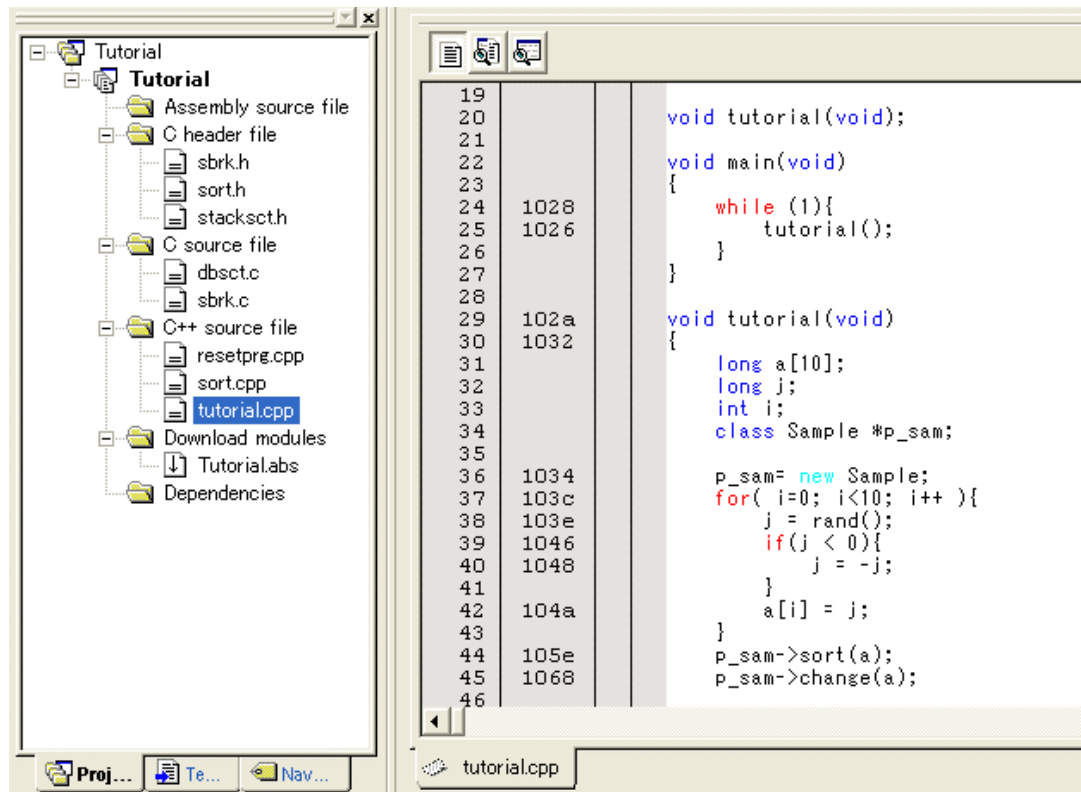 Tutorial
Tutorial
Assembly source file
C header file
sbrk.h
sort.h
stacksct.h
C source file
dbsct.c
sbrk.c
C++ source file
resetprg.cpp
sort.cpp
tutorial.cpp
Download modules
Tutorial.abs
Dependencies
Proj...
Te...
Nav...
19
20 void tutorial(void);
21
22 void main(void)
23 {
24 1028 while (1){
25 1026 tutorial();
26 }
27 }
28
29 102a void tutorial(void)
30 1032 {
31 long a[10];
32 long j;
33 int i;
34 class Sample *p_sam;
35
36 1034 p_sam= new Sample;
37 103c for( i=0; i<10; i++ ){
38 103e j = rand();
39 1046 if(j < 0){
40 1048 j = -j;
41 }
42 104a a[i] = j;
43 }
44 105e p_sam->sort(a);
45 1068 p_sam->change(a);
46
tutorial.cpp